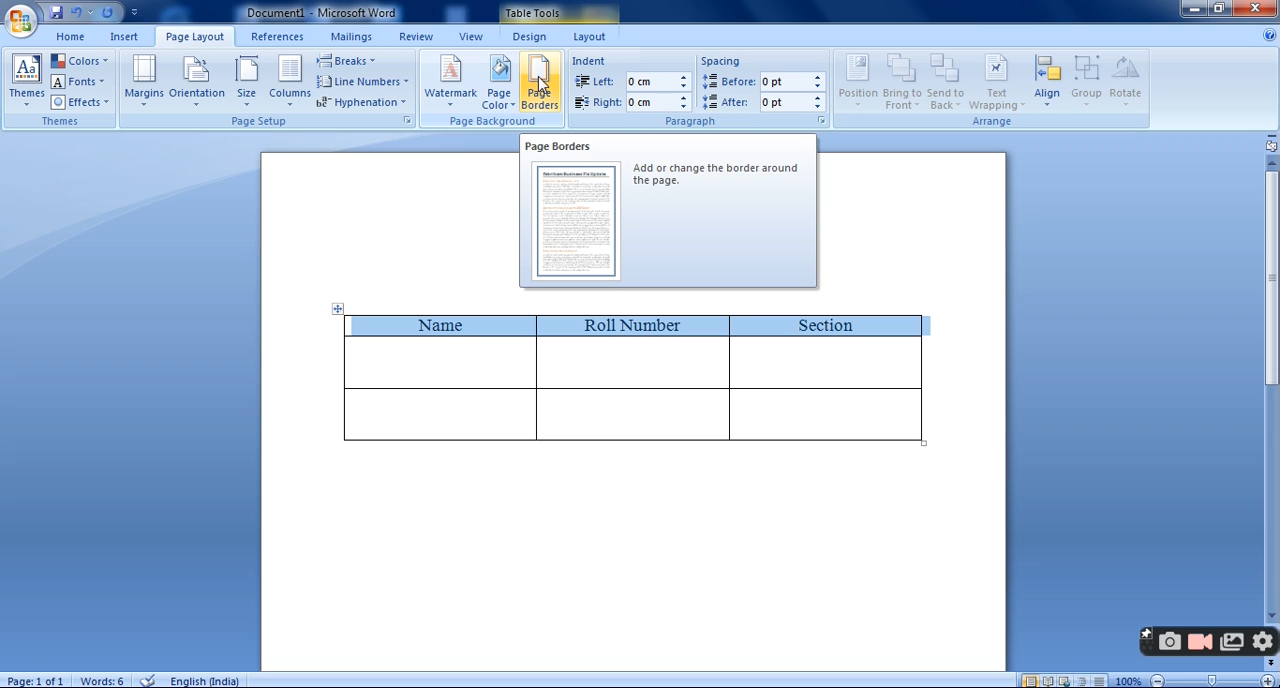 Document1 - Microsoft Word
Table Tools
Home
Insert
Page Layout
References
Mailings
Review
View
Design
Layout
Themes
Colors
Fonts
Effects
Themes
Margins
Orientation
Size
Columns
Breaks
Line Numbers
Hyphenation
Page Setup
Watermark
Page
Color
Page
Borders
Page Background
Indent
Left: 0 cm
Right: 0 cm
Spacing
Before: 0 pt
After: 0 pt
Paragraph
Position
Bring to
Front
Send to
Back
Text
Wrapping
Align
Group
Rotate
Arrange
Page Borders
Add or change the border around
the page.
Name
Roll Number
Section
Page: 1 of 1
Words: 6
English (India)
100%